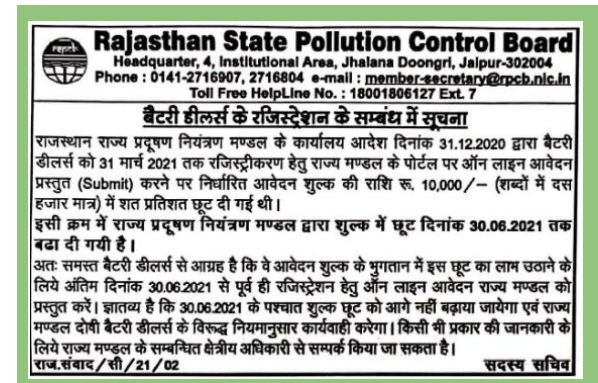 rspcb
Rajasthan State Pollution Control Board
Headquarter, 4, Institutional Area, Jhalana Doongri, Jaipur-302004
Phone : 0141-2716907, 2716804 e-mail : member-secretary@rpcb.nic.in
Toll Free HelpLine No. : 18001806127 Ext. 7
बैटरी डीलर्स के रजिस्ट्रेशन के सम्बंध में सूचना
राजस्थान राज्य प्रदूषण नियंत्रण मण्डल के कार्यालय आदेश दिनांक 31.12.2020 द्वारा बैटरी
डीलर्स को 31 मार्च 2021 तक रजिस्ट्रीकरण हेतु राज्य मण्डल के पोर्टल पर ऑन लाइन आवेदन
प्रस्तुत (Submit) करने पर निर्धारित आवेदन शुल्क की राशि रू. 10,000/– (शब्दों में दस
हजार मात्र) में शत प्रतिशत छूट दी गई थी।
इसी क्रम में राज्य प्रदूषण नियंत्रण मण्डल द्वारा शुल्क में छूट दिनांक 30.06.2021 तक
बढा दी गयी है।
अतः समस्त बैटरी डीलर्स से आग्रह है कि वे आवेदन शुल्क के भुगतान में इस छूट का लाभ उठाने के
लिये अंतिम दिनांक 30.06.2021 से पूर्व ही रजिस्ट्रेशन हेतु ऑन लाइन आवेदन राज्य मण्डल को
प्रस्तुत करें। ज्ञातव्य है कि 30.06.2021 के पश्चात शुल्क छूट को आगे नहीं बढ़ाया जायेगा एवं राज्य
मण्डल दोषी बैटरी डीलर्स के विरूद्ध नियमानुसार कार्यवाही करेगा। किसी भी प्रकार की जानकारी के
लिये राज्य मण्डल के सम्बन्धित क्षेत्रीय अधिकारी से सम्पर्क किया जा सकता है।
राज.संवाद/सी/21/02 सदस्य सचिव